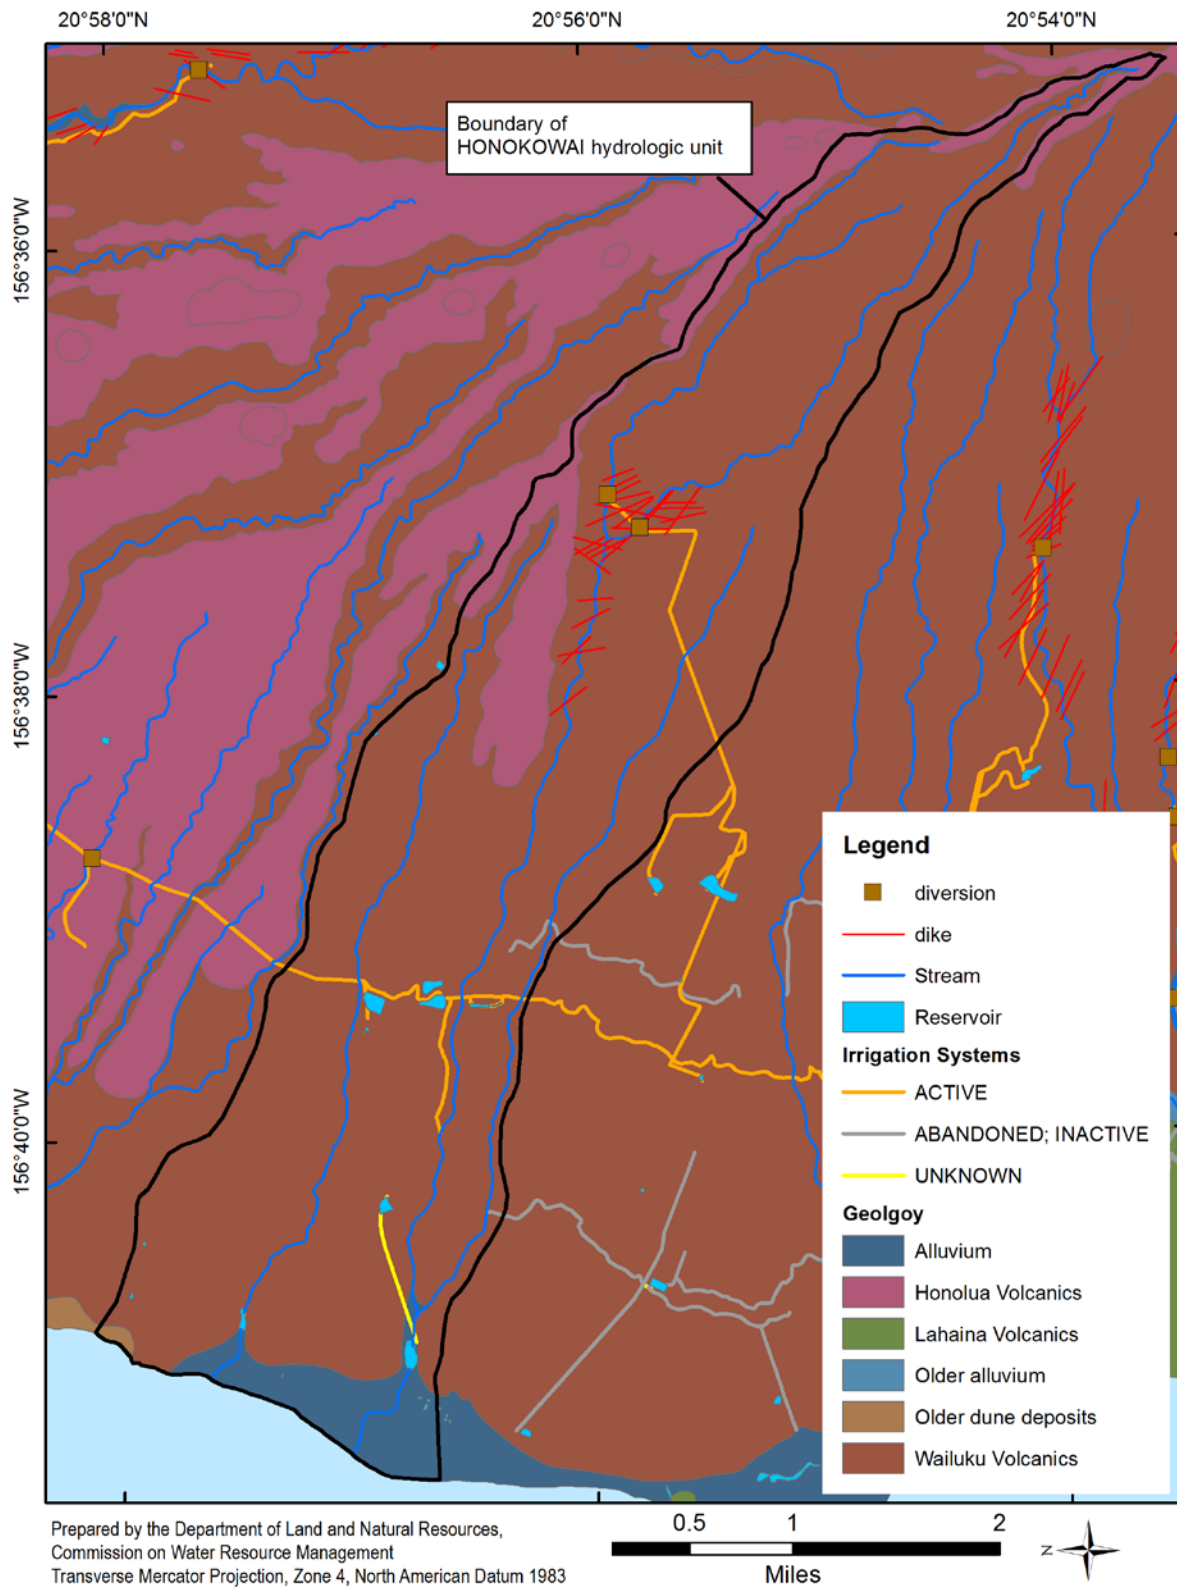 20°58'0"N
20°56'0"N
20°54'0"N
Boundary of
HONOKOWAI hydrologic unit
156°36'0"W
156°38'0"W
156°40'0"W
Legend
diversion
dike
Stream
Reservoir
Irrigation Systems
ACTIVE
ABANDONED; INACTIVE
UNKNOWN
Geolgoy
Alluvium
Honolua Volcanics
Lahaina Volcanics
Older alluvium
Older dune deposits
Wailuku Volcanics
Prepared by the Department of Land and Natural Resources,
Commission on Water Resource Management
Transverse Mercator Projection, Zone 4, North American Datum 1983
0.5 1 2
Miles
N